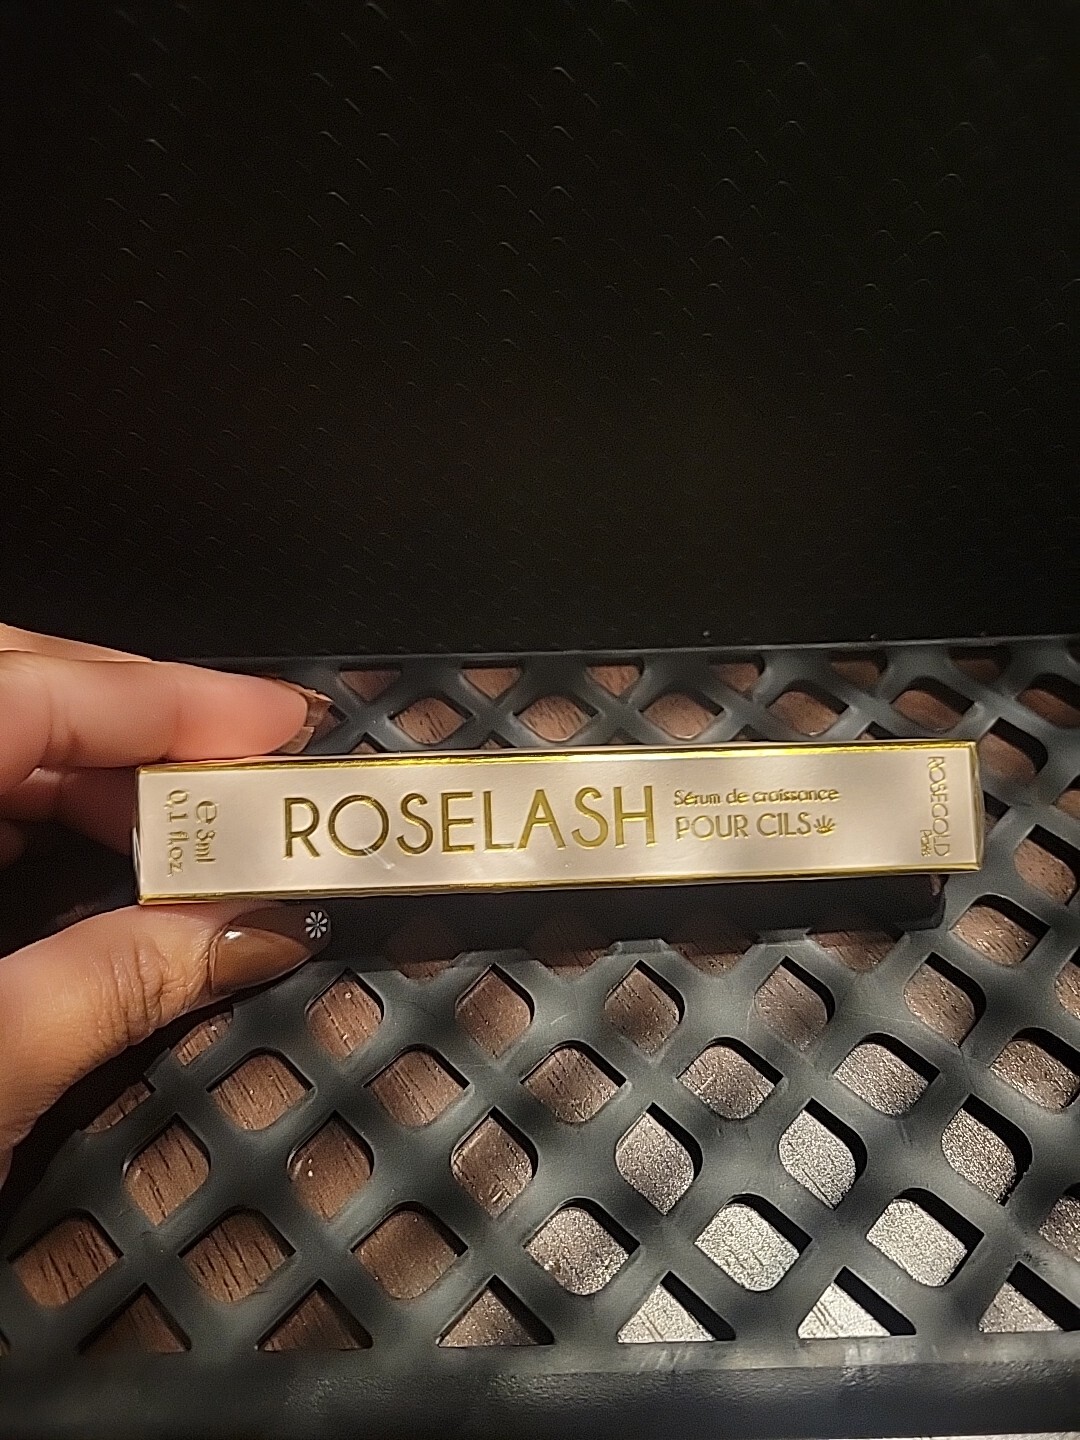 ℮ 3ml
0,1 fl.oz.
ROSELASH
Sérum de croissance
POUR CILS
ROSEGOLD
Paris